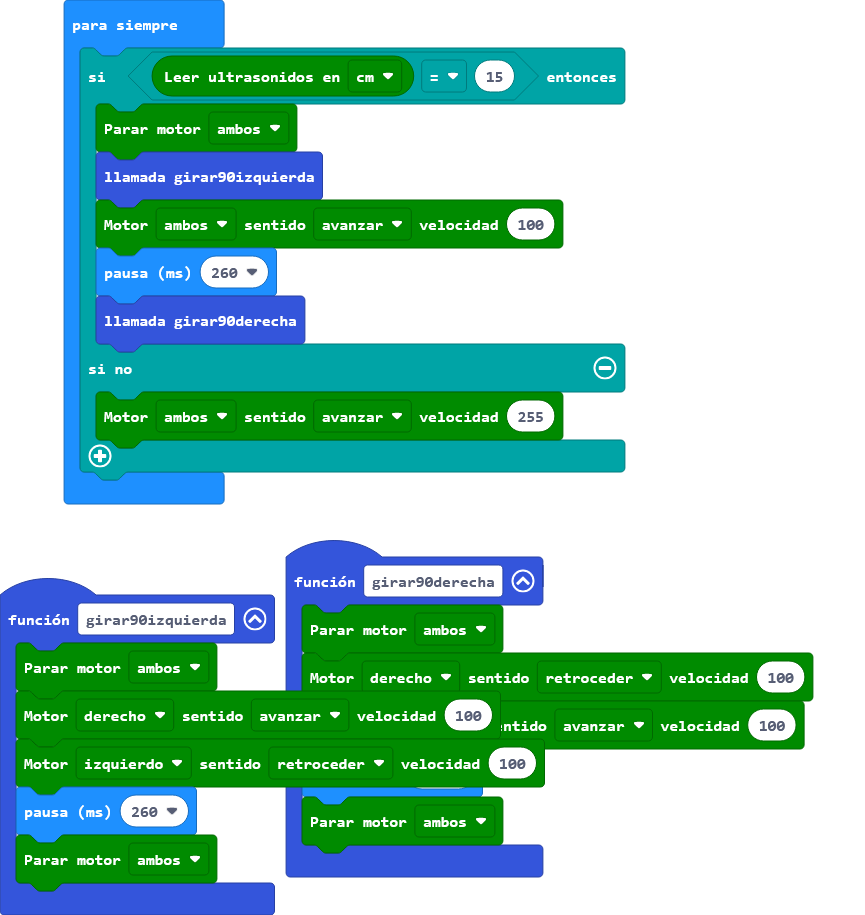 para siempre
si Leer ultrasonidos en cm = 15 entonces
Parar motor ambos
llamada girar90izquierda
Motor ambos sentido avanzar velocidad 100
pausa (ms) 260
llamada girar90derecha
si no
Motor ambos sentido avanzar velocidad 255
función girar90derecha
Parar motor ambos
Motor derecho sentido retroceder velocidad 100
avanzar velocidad 100
Parar motor ambos
función girar90izquierda
Parar motor ambos
Motor derecho sentido avanzar velocidad 100
Motor izquierdo sentido retroceder velocidad 100
pausa (ms) 260
Parar motor ambos